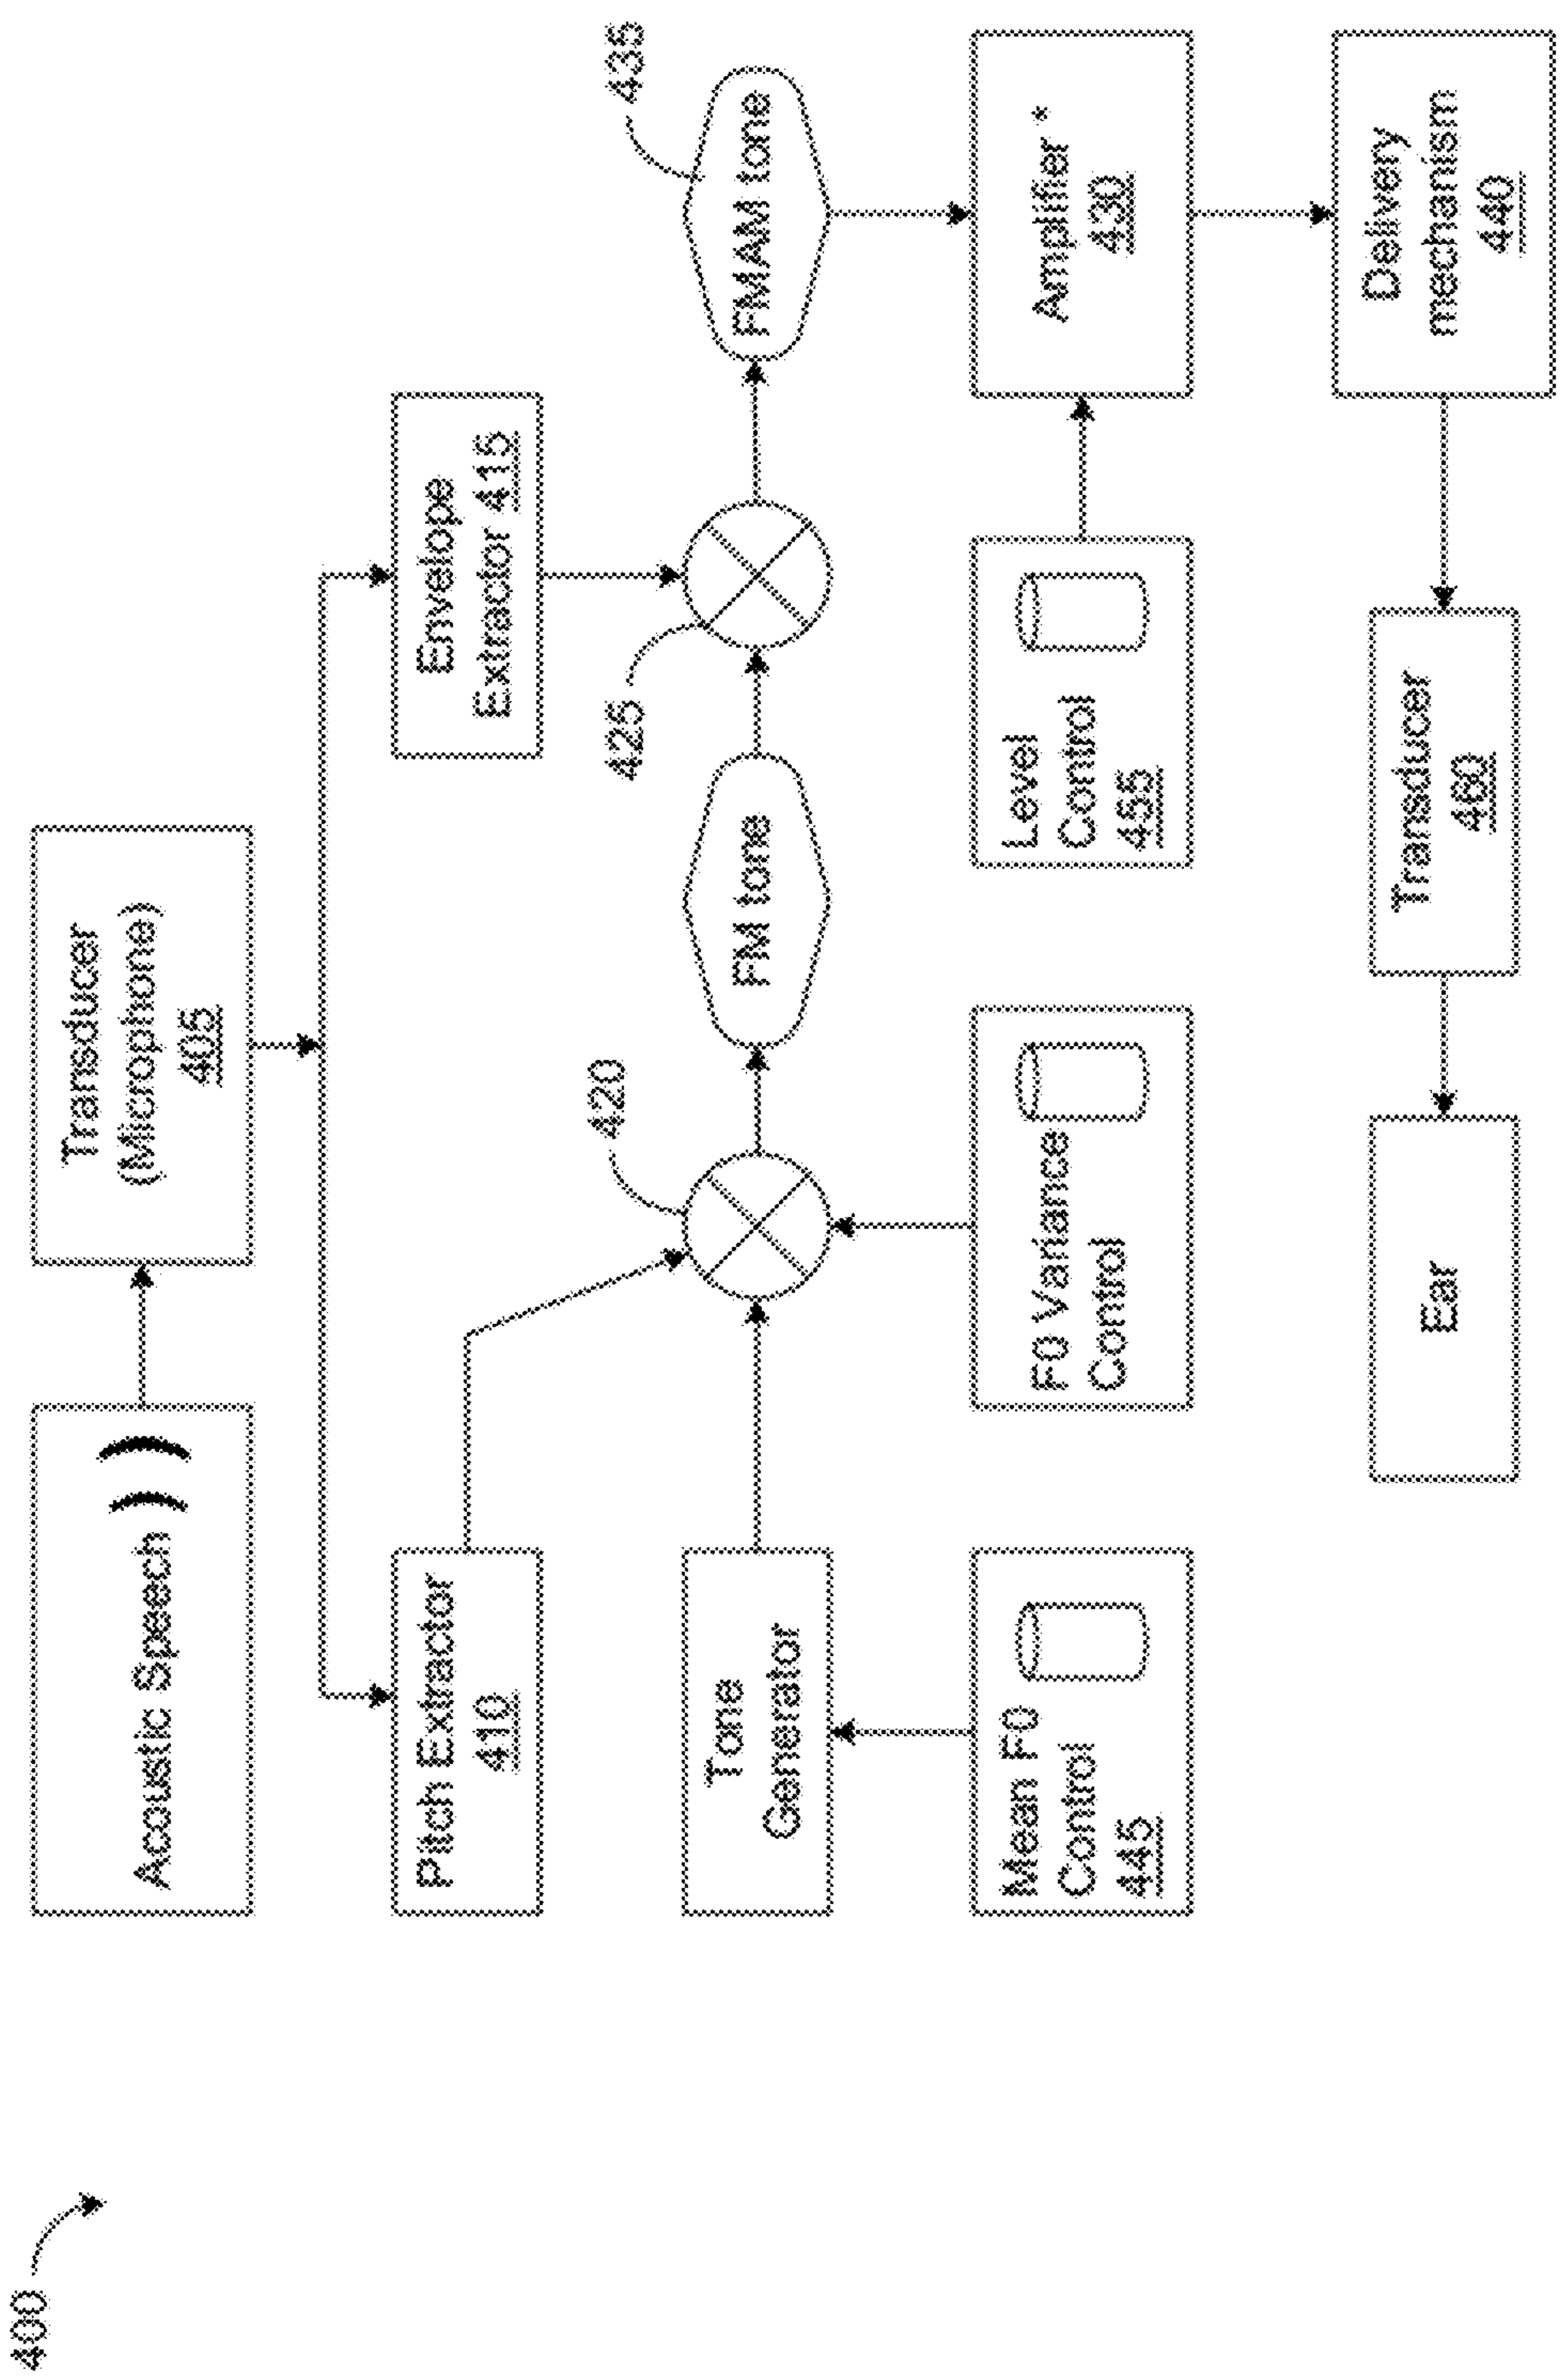 400
Acoustic Speech
Transducer
(Microphone)
405
Pitch Extractor
410
Envelope
Extractor 415
Tone
Generator
420
FM tone
425
FMAM tone
435
Mean F0
Control
445
F0 Variance
Control
Level
Control
455
Amplifier *
430
Ear
Transducer
460
Delivery
mechanism
440